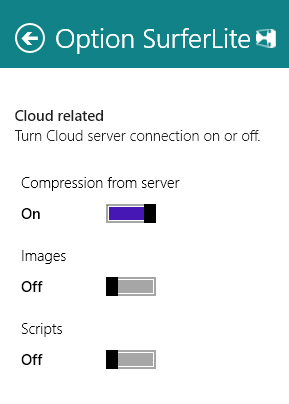 Option SurferLite
Cloud related
Turn Cloud server connection on or off.
Compression from server
On
Images
Off
Scripts
Off